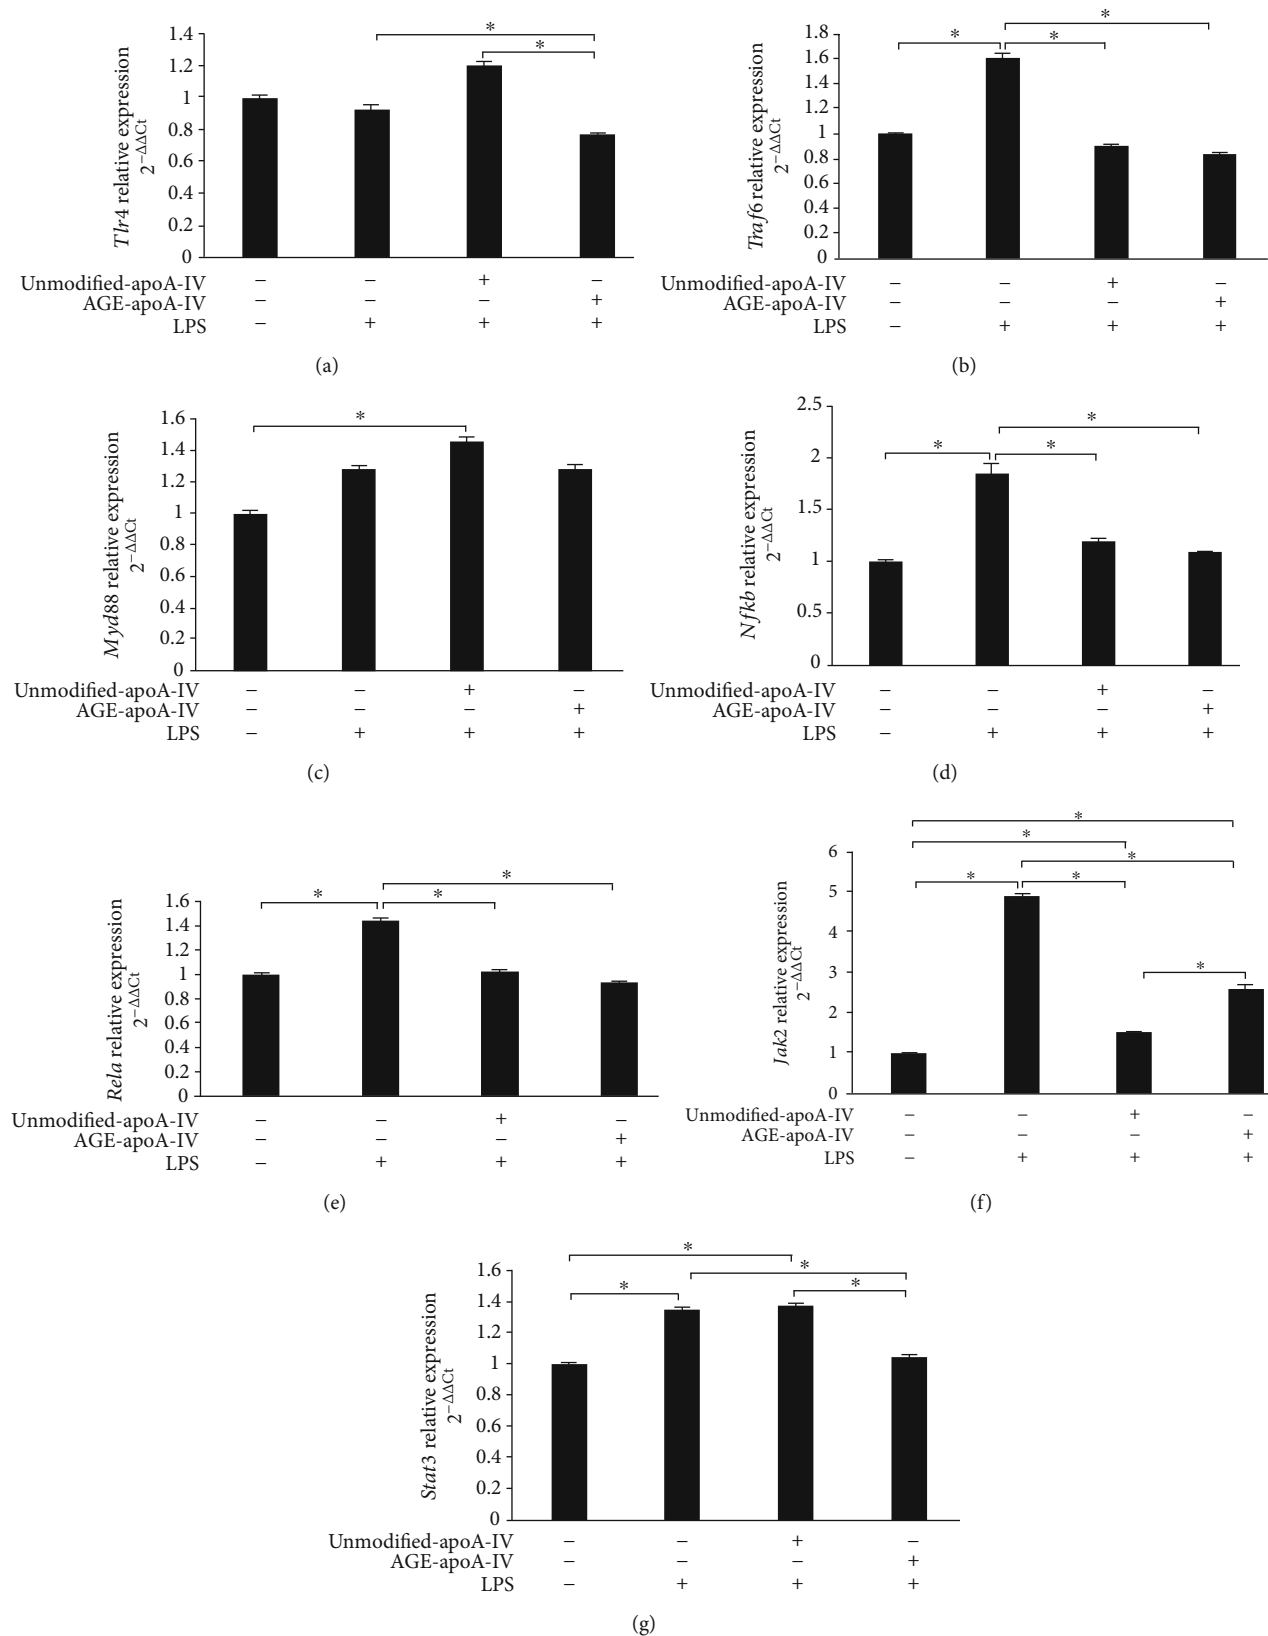 * *
1.4
1.2
1
0.8
0.6
0.4
0.2
0
Tlr4 relative expression
2−ΔΔCt
Unmodified-apoA-IV − − + −
AGE-apoA-IV − − − +
LPS − + + +
(a)
* * *
1.8
1.6
1.4
1.2
1
0.8
0.6
0.4
0.2
0
Traf6 relative expression
2−ΔΔCt
Unmodified-apoA-IV − − + −
AGE-apoA-IV − − − +
LPS − + + +
(b)
*
1.6
1.4
1.2
1
0.8
0.6
0.4
0.2
0
Myd88 relative expression
2−ΔΔCt
Unmodified-apoA-IV − − + −
AGE-apoA-IV − − − +
LPS − + + +
(c)
* * *
2.5
2
1.5
1
0.5
0
Nfkb relative expression
2−ΔΔCt
Unmodified-apoA-IV − − + −
AGE-apoA-IV − − − +
LPS − + + +
(d)
* * *
1.6
1.4
1.2
1
0.8
0.6
0.4
0.2
0
Rela relative expression
2−ΔΔCt
Unmodified-apoA-IV − − + −
AGE-apoA-IV − − − +
LPS − + + +
(e)
* * * * * *
6
5
4
3
2
1
0
Jak2 relative expression
2−ΔΔCt
Unmodified-apoA-IV − − + −
AGE-apoA-IV − − − +
LPS − + + +
(f)
* * * *
1.6
1.4
1.2
1
0.8
0.6
0.4
0.2
0
Stat3 relative expression
2−ΔΔCt
Unmodified-apoA-IV − − + −
AGE-apoA-IV − − − +
LPS − + + +
(g)